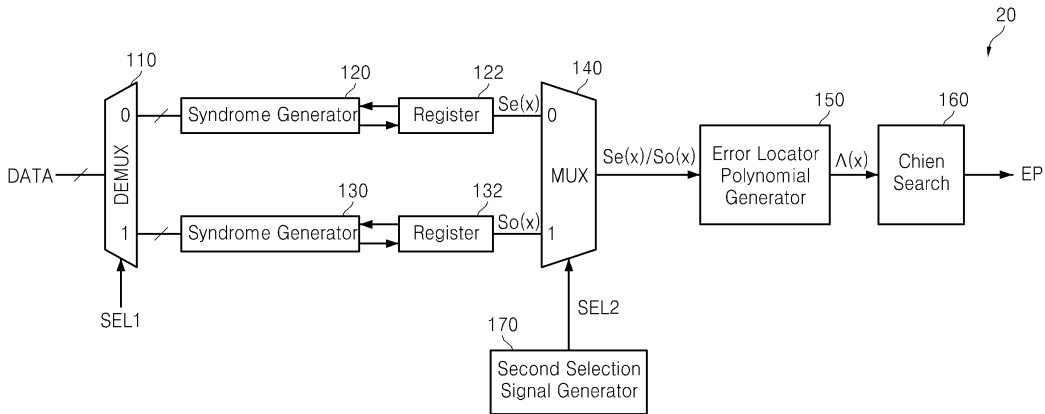 20
110
120
122
140
0
Syndrome Generator
Register
Se(x)
0
150
160
DATA
DEMUX
MUX
Se(x)/So(x)
Error Locator
Polynomial
Generator
Λ(x)
Chien
Search
EP
130
132
1
Syndrome Generator
Register
So(x)
1
SEL1
SEL2
170
Second Selection
Signal Generator